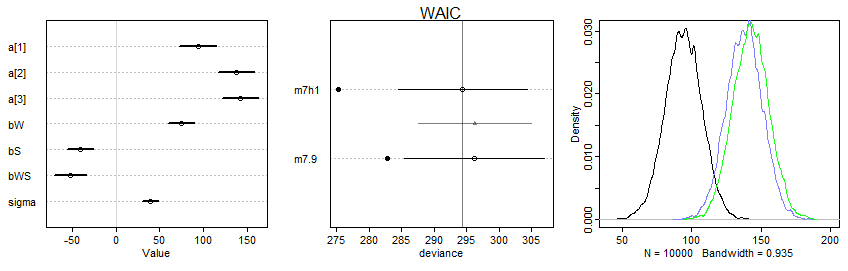 a[1]
a[2]
a[3]
bW
bS
bWS
sigma
-50 0 50 100 150
Value
WAIC
m7h1
m7.9
275 280 285 290 295 300 305
deviance
Density
0.000 0.010 0.020 0.030
50 100 150 200
N = 10000 Bandwidth = 0.935